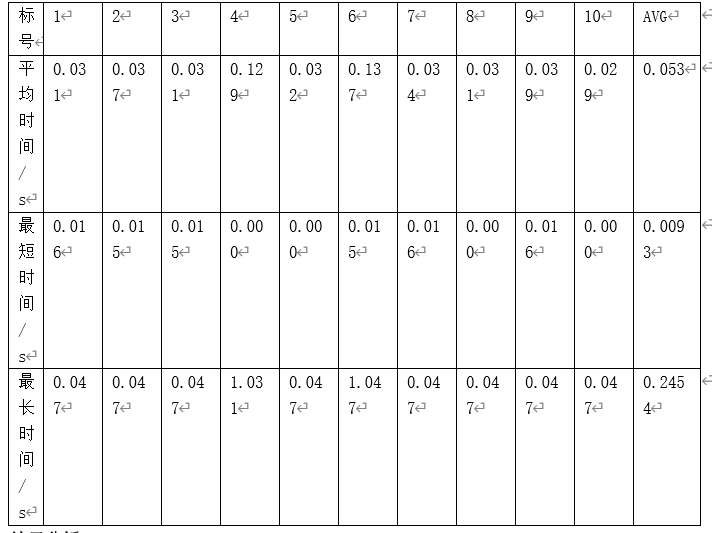 标号 1 2 3 4 5 6 7 8 9 10 AVG
平均时间/s 0.031 0.037 0.031 0.129 0.032 0.137 0.034 0.031 0.039 0.029 0.053
最短时间/s 0.016 0.015 0.015 0.000 0.000 0.015 0.016 0.000 0.016 0.000 0.0093
最长时间/s 0.047 0.047 0.047 1.031 0.047 1.047 0.047 0.047 0.047 0.047 0.2454